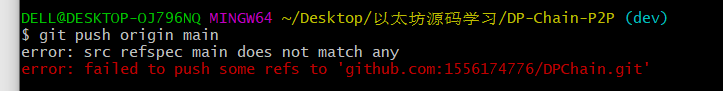 DELL@DESKTOP-OJ796NQ MINGW64 ~/Desktop/以太坊源码学习/DP-Chain-P2P (dev)
$ git push origin main
error: src refspec main does not match any
error: failed to push some refs to 'github.com:1556174776/DPChain.git'